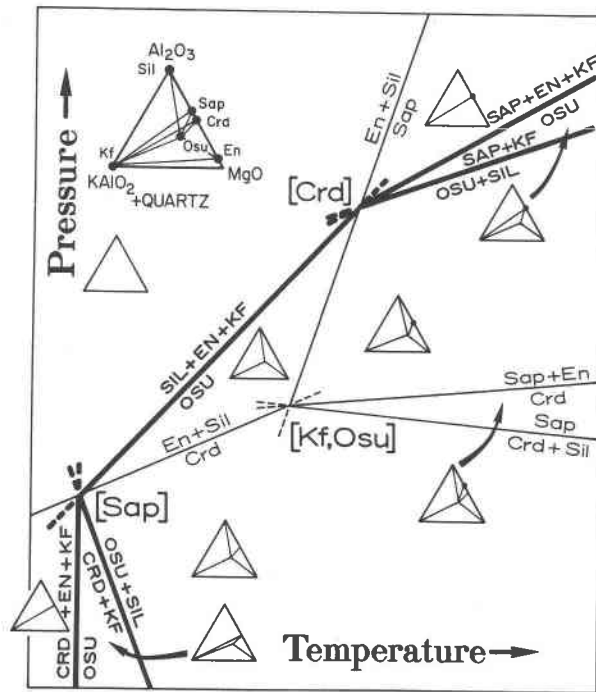 Pressure
Al₂O₃
Sil
Sap
Crd
Osu
En
Kf
KAlO₂
MgO
+QUARTZ
En+Sil
Sap
SAP+EN+KF
OSU
SAP+KF
OSU+SIL
[Crd]
SIL+EN+KF
OSU
En+Sil
Crd
[Kf,Osu]
Sap+En
Crd
Sap
Crd+Sil
[Sap]
CRD+EN+KF
OSU
OSU+SIL
CRD+KF
Temperature